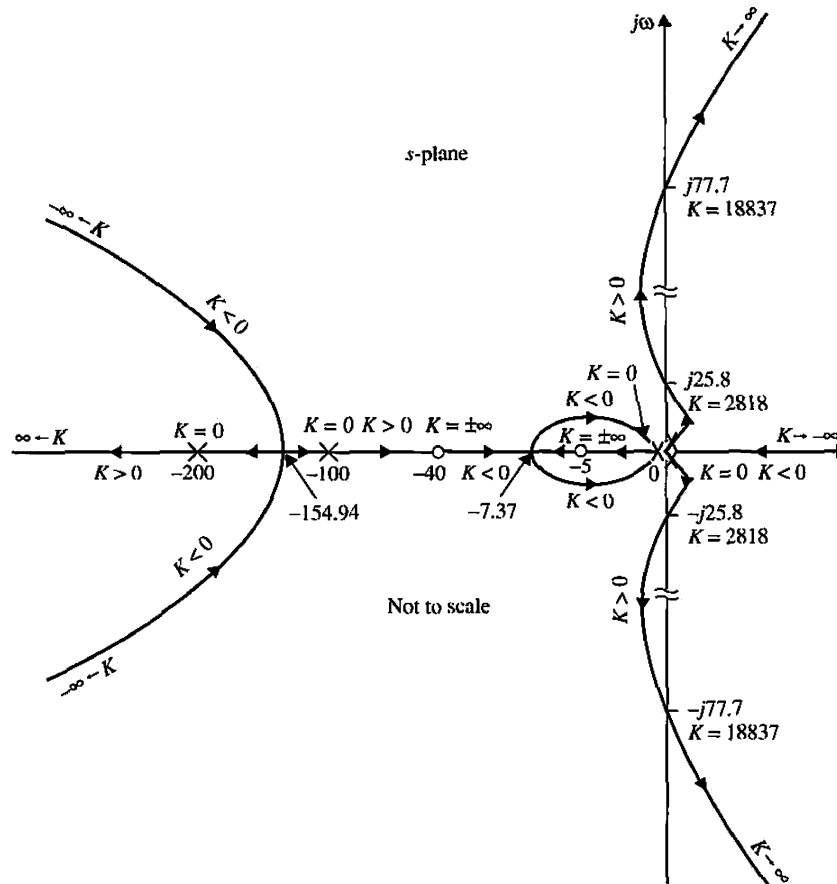 jω
K→∞
s-plane
j77.7
K = 18837
−∞ ← K
K < 0
K > 0
K = 0
j25.8
K = 2818
K < 0
∞ ← K
K = 0
K = 0
K > 0
K = ±∞
K = ±∞
K → −∞
K > 0
−200
−100
−40
K < 0
−5
0
K = 0
K < 0
−154.94
−7.37
K < 0
−j25.8
K = 2818
K < 0
Not to scale
K > 0
−∞ ← K
−j77.7
K = 18837
K→∞